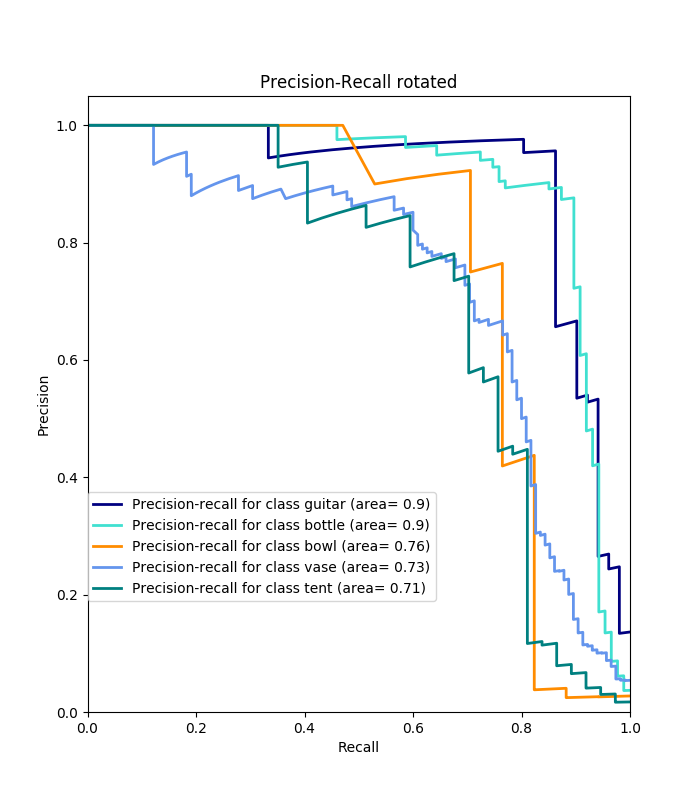 Precision-Recall rotated
1.0
0.8
0.6
0.4
0.2
0.0
Precision
Precision-recall for class guitar (area= 0.9)
Precision-recall for class bottle (area= 0.9)
Precision-recall for class bowl (area= 0.76)
Precision-recall for class vase (area= 0.73)
Precision-recall for class tent (area= 0.71)
0.0 0.2 0.4 0.6 0.8 1.0
Recall